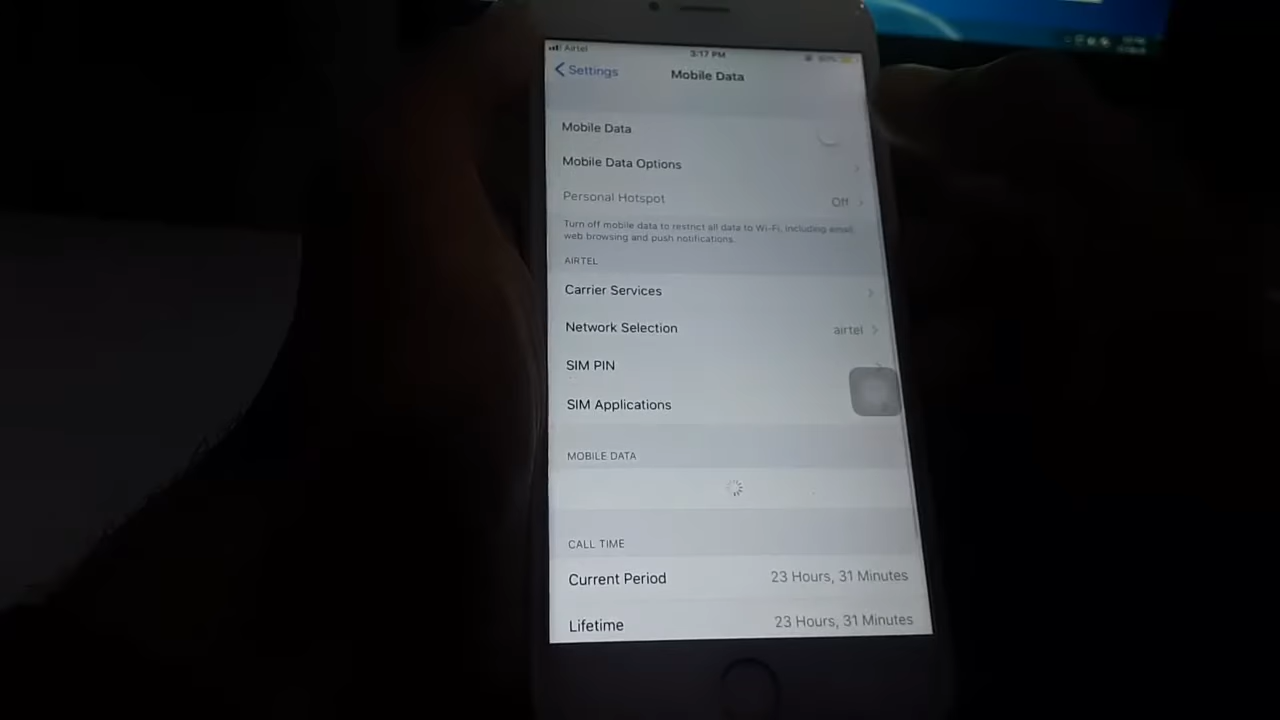 Airtel
3:17 PM
Settings
Mobile Data
Mobile Data
Mobile Data Options
Personal Hotspot Off
Turn off mobile data to restrict all data to Wi-Fi, including email,
web browsing and push notifications.
AIRTEL
Carrier Services
Network Selection airtel
SIM PIN
SIM Applications
MOBILE DATA
CALL TIME
Current Period 23 Hours, 31 Minutes
Lifetime 23 Hours, 31 Minutes